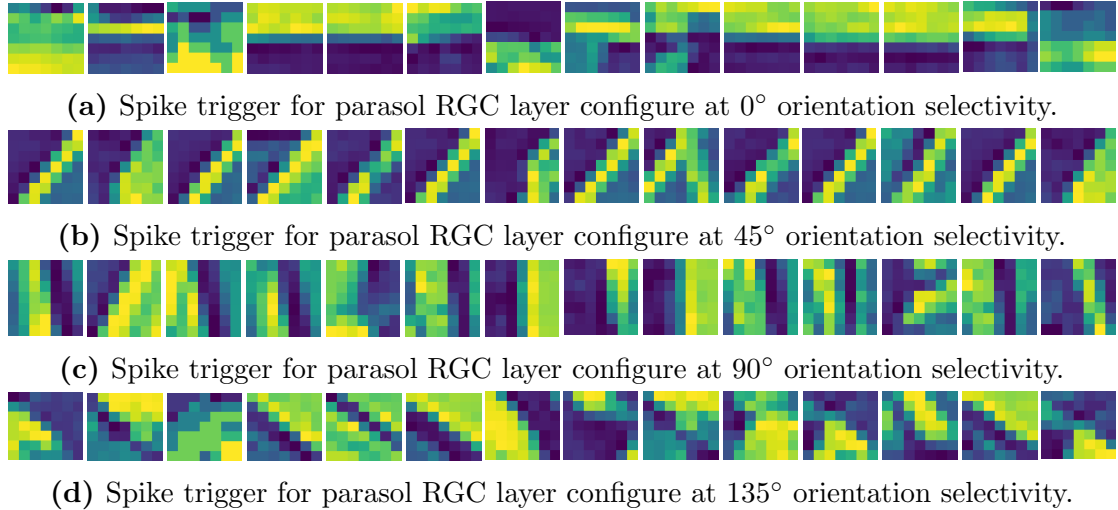 (a) Spike trigger for parasol RGC layer configure at 0° orientation selectivity.
(b) Spike trigger for parasol RGC layer configure at 45° orientation selectivity.
(c) Spike trigger for parasol RGC layer configure at 90° orientation selectivity.
(d) Spike trigger for parasol RGC layer configure at 135° orientation selectivity.